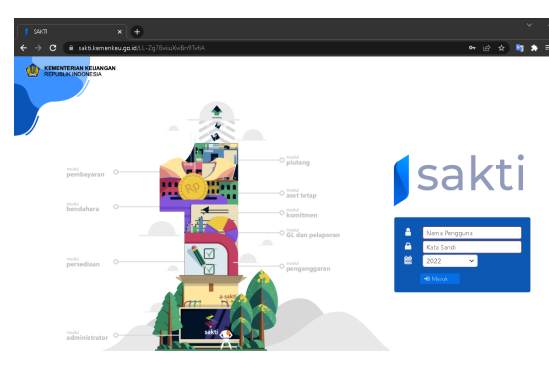 SAKTI
sakti.kemenkeu.go.id
KEMENTERIAN KEUANGAN
REPUBLIK INDONESIA
modul
pembayaran
modul
bendahara
modul
persediaan
modul
administrator
modul
piutang
modul
aset tetap
modul
komitmen
modul
GL dan pelaporan
modul
penganggaran
Rp
sakti
sakti
sakti
Nama Pengguna
Kata Sandi
2022
Masuk